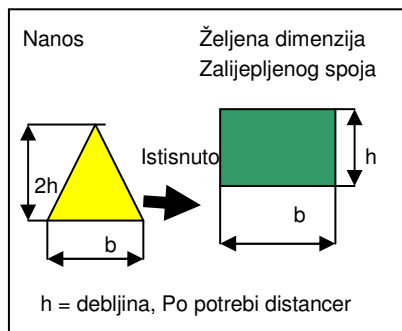 Nanos
Željena dimenzija
Zalijepljenog spoja
Istisnuto
2h
h
b
b
h = debljina, Po potrebi distancer